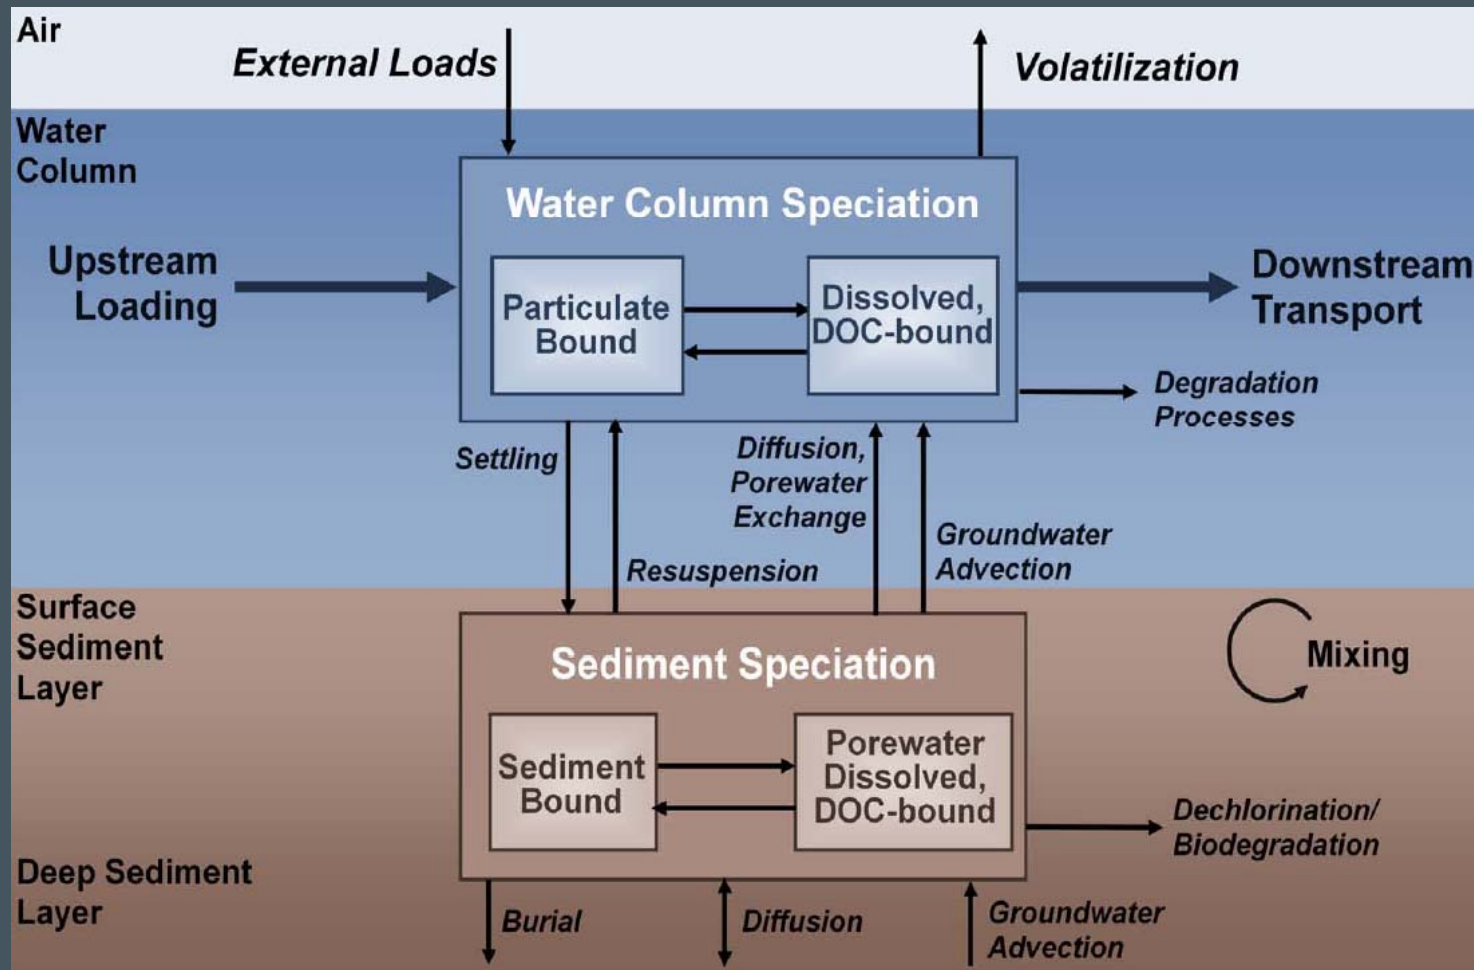 Air
External Loads
Volatilization
Water
Column
Water Column Speciation
Upstream
Loading
Particulate
Bound
Dissolved,
DOC-bound
Downstream
Transport
Degradation
Processes
Settling
Resuspension
Diffusion,
Porewater
Exchange
Groundwater
Advection
Surface
Sediment
Layer
Sediment Speciation
Mixing
Sediment
Bound
Porewater
Dissolved,
DOC-bound
Dechlorination/
Biodegradation
Deep Sediment
Layer
Burial
Diffusion
Groundwater
Advection